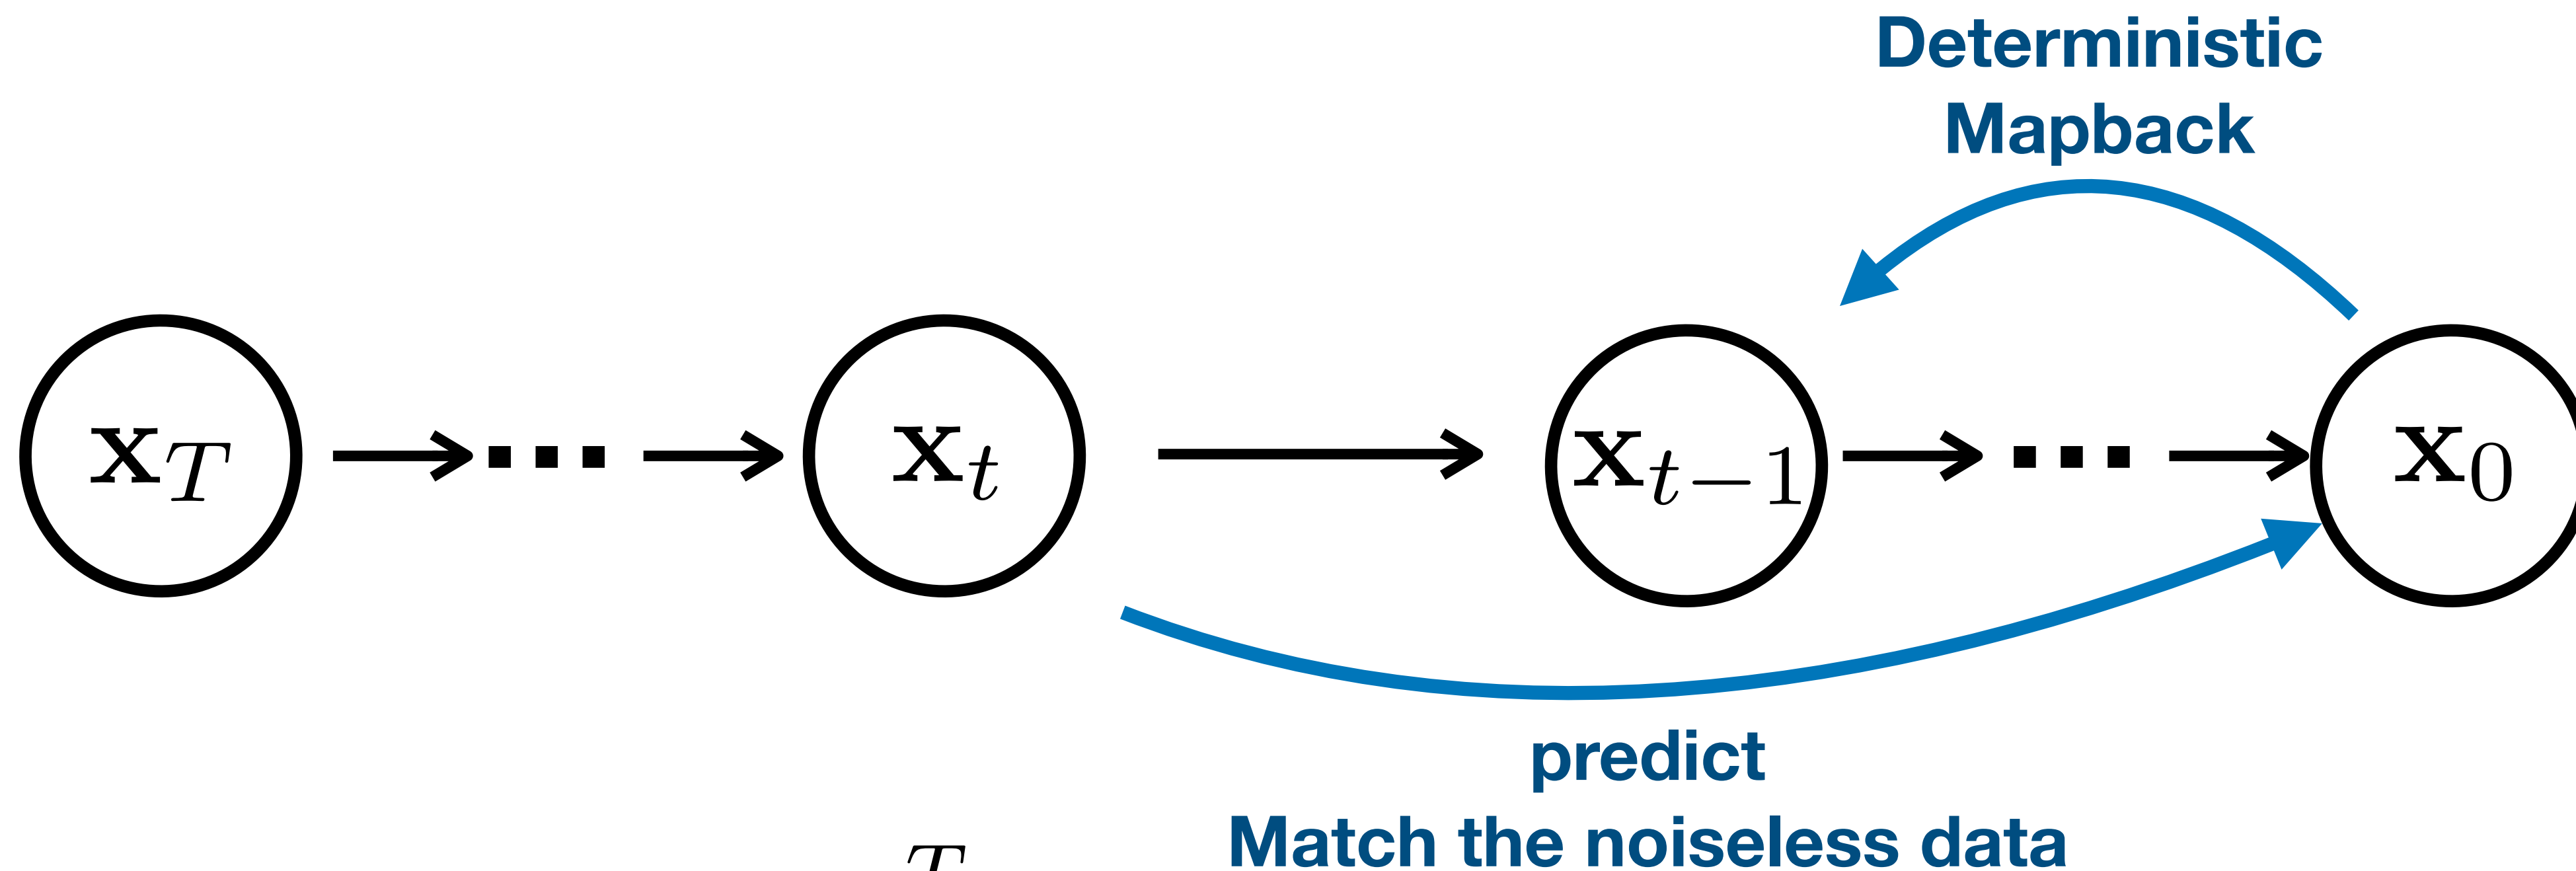 Deterministic
Mapback
x_T ... x_t x_{t-1} ... x_0
predict
Match the noiseless data
T